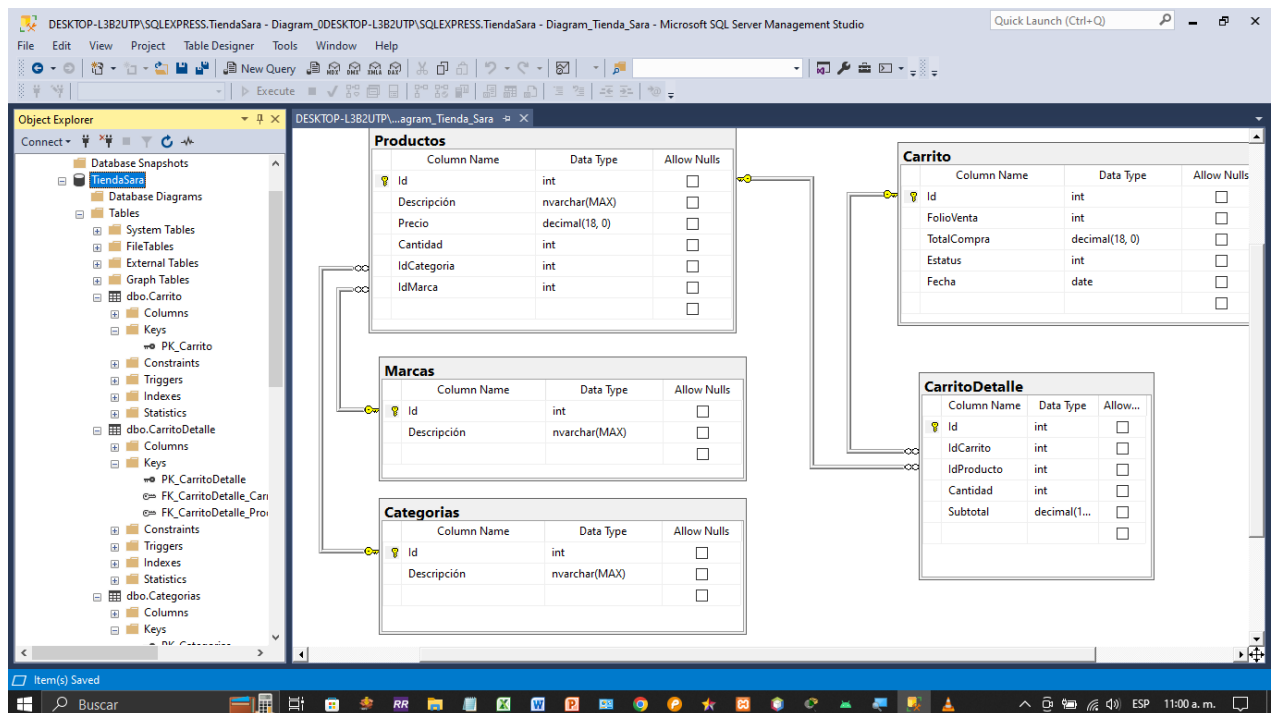 DESKTOP-L3B2UTP\SQLEXPRESS.TiendaSara - Diagram_0DESKTOP-L3B2UTP\SQLEXPRESS.TiendaSara - Diagram_Tienda_Sara - Microsoft SQL Server Management Studio
Quick Launch (Ctrl+Q)
File Edit View Project Table Designer Tools Window Help
New Query
MDX DMX XMLA DAX
Execute
Object Explorer
Connect
Database Snapshots
TiendaSara
Database Diagrams
Tables
System Tables
FileTables
External Tables
Graph Tables
dbo.Carrito
Columns
Keys
PK_Carrito
Constraints
Triggers
Indexes
Statistics
dbo.CarritoDetalle
Columns
Keys
PK_CarritoDetalle
FK_CarritoDetalle_Carr
FK_CarritoDetalle_Pro
Constraints
Triggers
Indexes
Statistics
dbo.Categorias
Columns
Keys
DESKTOP-L3B2UTP\...agram_Tienda_Sara
Productos
Column Name Data Type Allow Nulls
Id int
Descripción nvarchar(MAX)
Precio decimal(18, 0)
Cantidad int
IdCategoria int
IdMarca int
Marcas
Column Name Data Type Allow Nulls
Id int
Descripción nvarchar(MAX)
Categorias
Column Name Data Type Allow Nulls
Id int
Descripción nvarchar(MAX)
Carrito
Column Name Data Type Allow Nulls
Id int
FolioVenta int
TotalCompra decimal(18, 0)
Estatus int
Fecha date
CarritoDetalle
Column Name Data Type Allow...
Id int
IdCarrito int
IdProducto int
Cantidad int
Subtotal decimal(1...
Item(s) Saved
Buscar
RR
ESP 11:00 a. m.